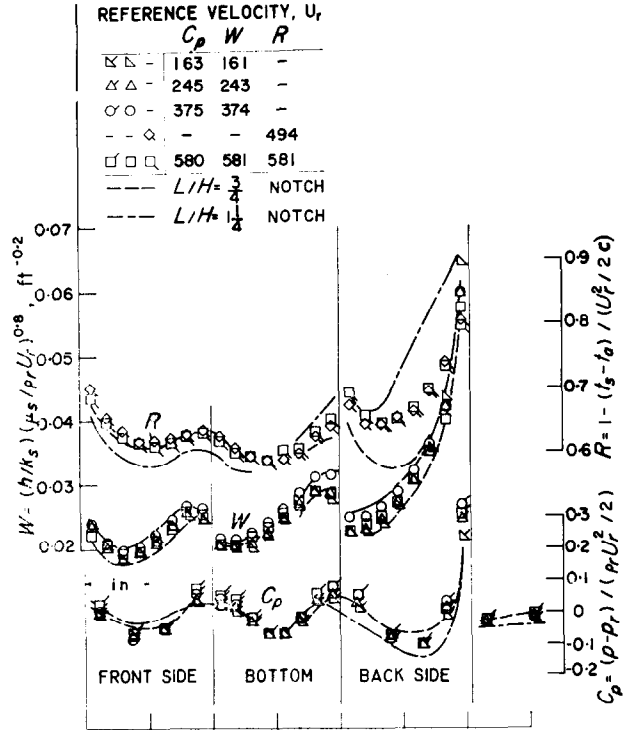 REFERENCE VELOCITY, Ur
Cp W R
163 161 –
245 243 –
375 374 –
– – 494
580 581 581
L/H= 3/4 NOTCH
L/H= 1 1/4 NOTCH
0·07
0·06
0·05
0·04
0·03
0·02
W = (h/ks) (μs/ρr Ur)^0·8, ft^-0·2
0·9
0·8
0·7
0·6
R = 1 - (ts-ta) / (Ur^2/2c)
0·3
0·2
0·1
0
-0·1
-0·2
Cp = (p-pr) / (ρr Ur^2/2)
R
W
Cp
in
FRONT SIDE
BOTTOM
BACK SIDE